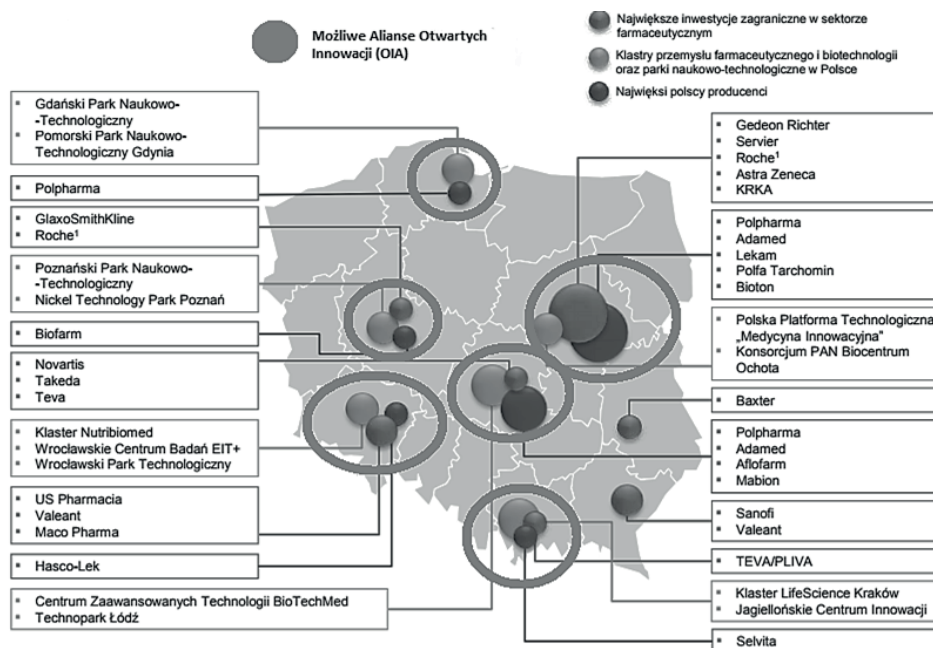 Możliwe Alianse Otwartych
Innowacji (OIA)
Największe inwestycje zagraniczne w sektorze
farmaceutycznym
Klastry przemysłu farmaceutycznego i biotechnologii
oraz parki naukowo-technologiczne w Polsce
Najwięksi polscy producenci
Gdański Park Naukowo-
-Technologiczny
Pomorski Park Naukowo-
Technologiczny Gdynia
Polpharma
GlaxoSmithKline
Roche¹
Poznański Park Naukowo-
-Technologiczny
Nickel Technology Park Poznań
Biofarm
Novartis
Takeda
Teva
Klaster Nutribiomed
Wrocławskie Centrum Badań EIT+
Wrocławski Park Technologiczny
US Pharmacia
Valeant
Maco Pharma
Hasco-Lek
Centrum Zaawansowanych Technologii BioTechMed
Technopark Łódź
Gedeon Richter
Servier
Roche¹
Astra Zeneca
KRKA
Polpharma
Adamed
Lekam
Polfa Tarchomin
Bioton
Polska Platforma Technologiczna
„Medycyna Innowacyjna"
Konsorcjum PAN Biocentrum
Ochota
Baxter
Polpharma
Adamed
Aflofarm
Mabion
Sanofi
Valeant
TEVA/PLIVA
Klaster LifeScience Kraków
Jagiellońskie Centrum Innowacji
Selvita